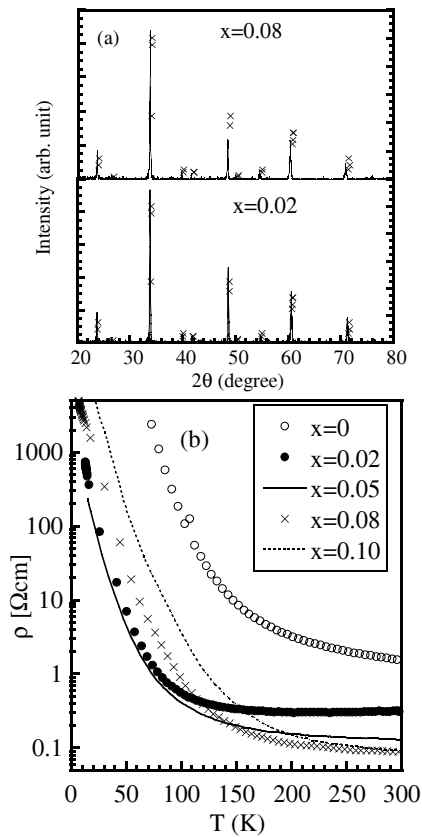 (a)
x=0.08
x=0.02
Intensity (arb. unit)
20 30 40 50 60 70 80
2θ (degree)
(b)
x=0
x=0.02
x=0.05
x=0.08
x=0.10
1000
100
10
1
0.1
ρ [Ωcm]
0 50 100 150 200 250 300
T (K)